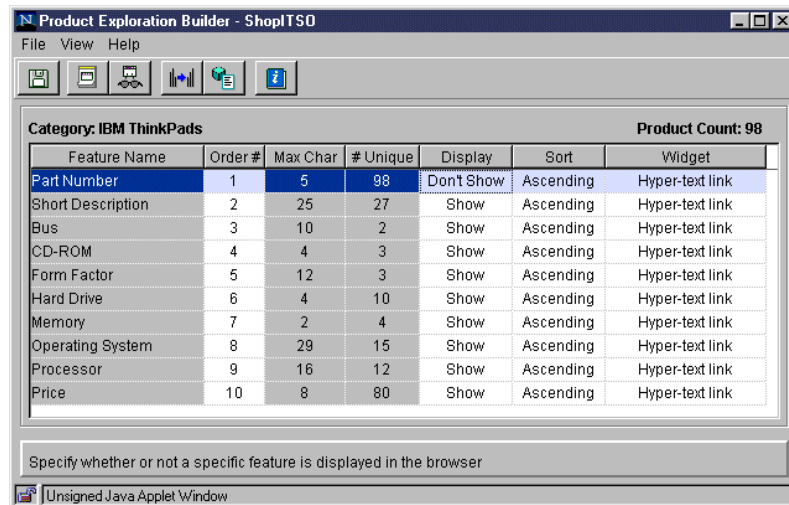 Product Exploration Builder - ShopITSO
File View Help
Category: IBM ThinkPads Product Count: 98
Feature Name Order # Max Char # Unique Display Sort Widget
Part Number 1 5 98 Don't Show Ascending Hyper-text link
Short Description 2 25 27 Show Ascending Hyper-text link
Bus 3 10 2 Show Ascending Hyper-text link
CD-ROM 4 4 3 Show Ascending Hyper-text link
Form Factor 5 12 3 Show Ascending Hyper-text link
Hard Drive 6 4 10 Show Ascending Hyper-text link
Memory 7 2 4 Show Ascending Hyper-text link
Operating System 8 29 15 Show Ascending Hyper-text link
Processor 9 16 12 Show Ascending Hyper-text link
Price 10 8 80 Show Ascending Hyper-text link
Specify whether or not a specific feature is displayed in the browser
Unsigned Java Applet Window